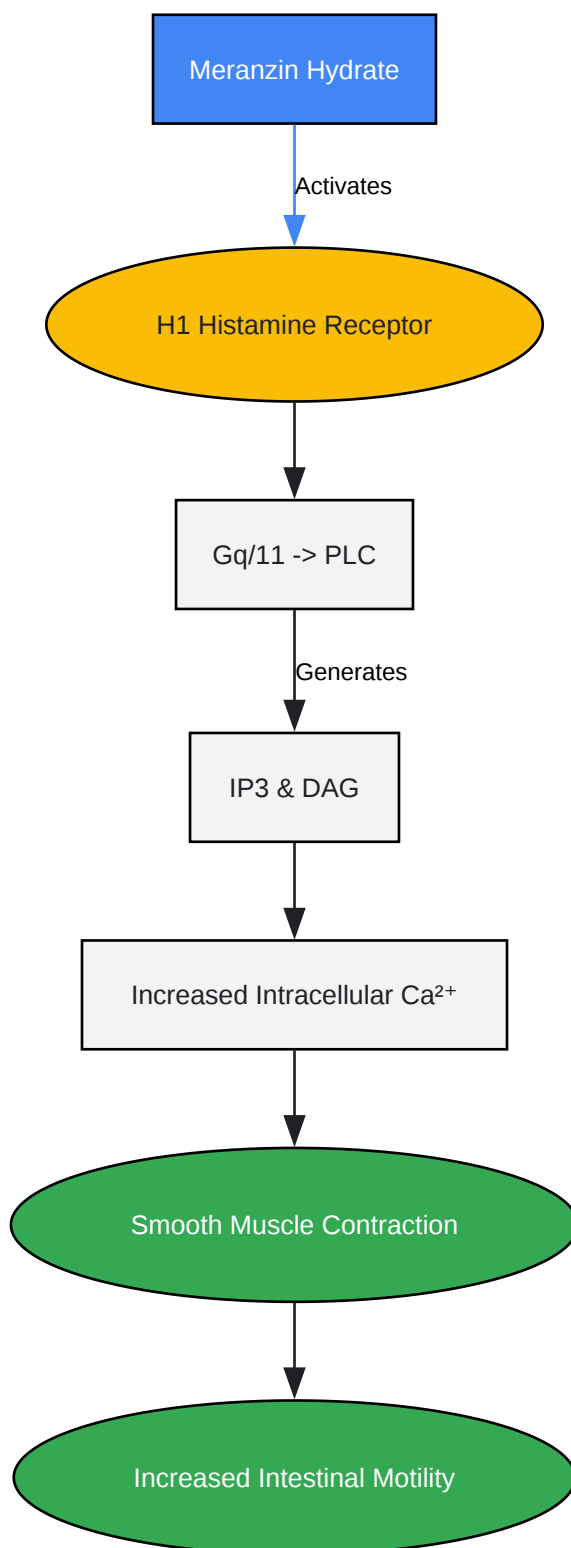 Meranzin Hydrate
Activates
H1 Histamine Receptor
Gq/11 -> PLC
Generates
IP3 & DAG
Increased Intracellular Ca²⁺
Smooth Muscle Contraction
Increased Intestinal Motility